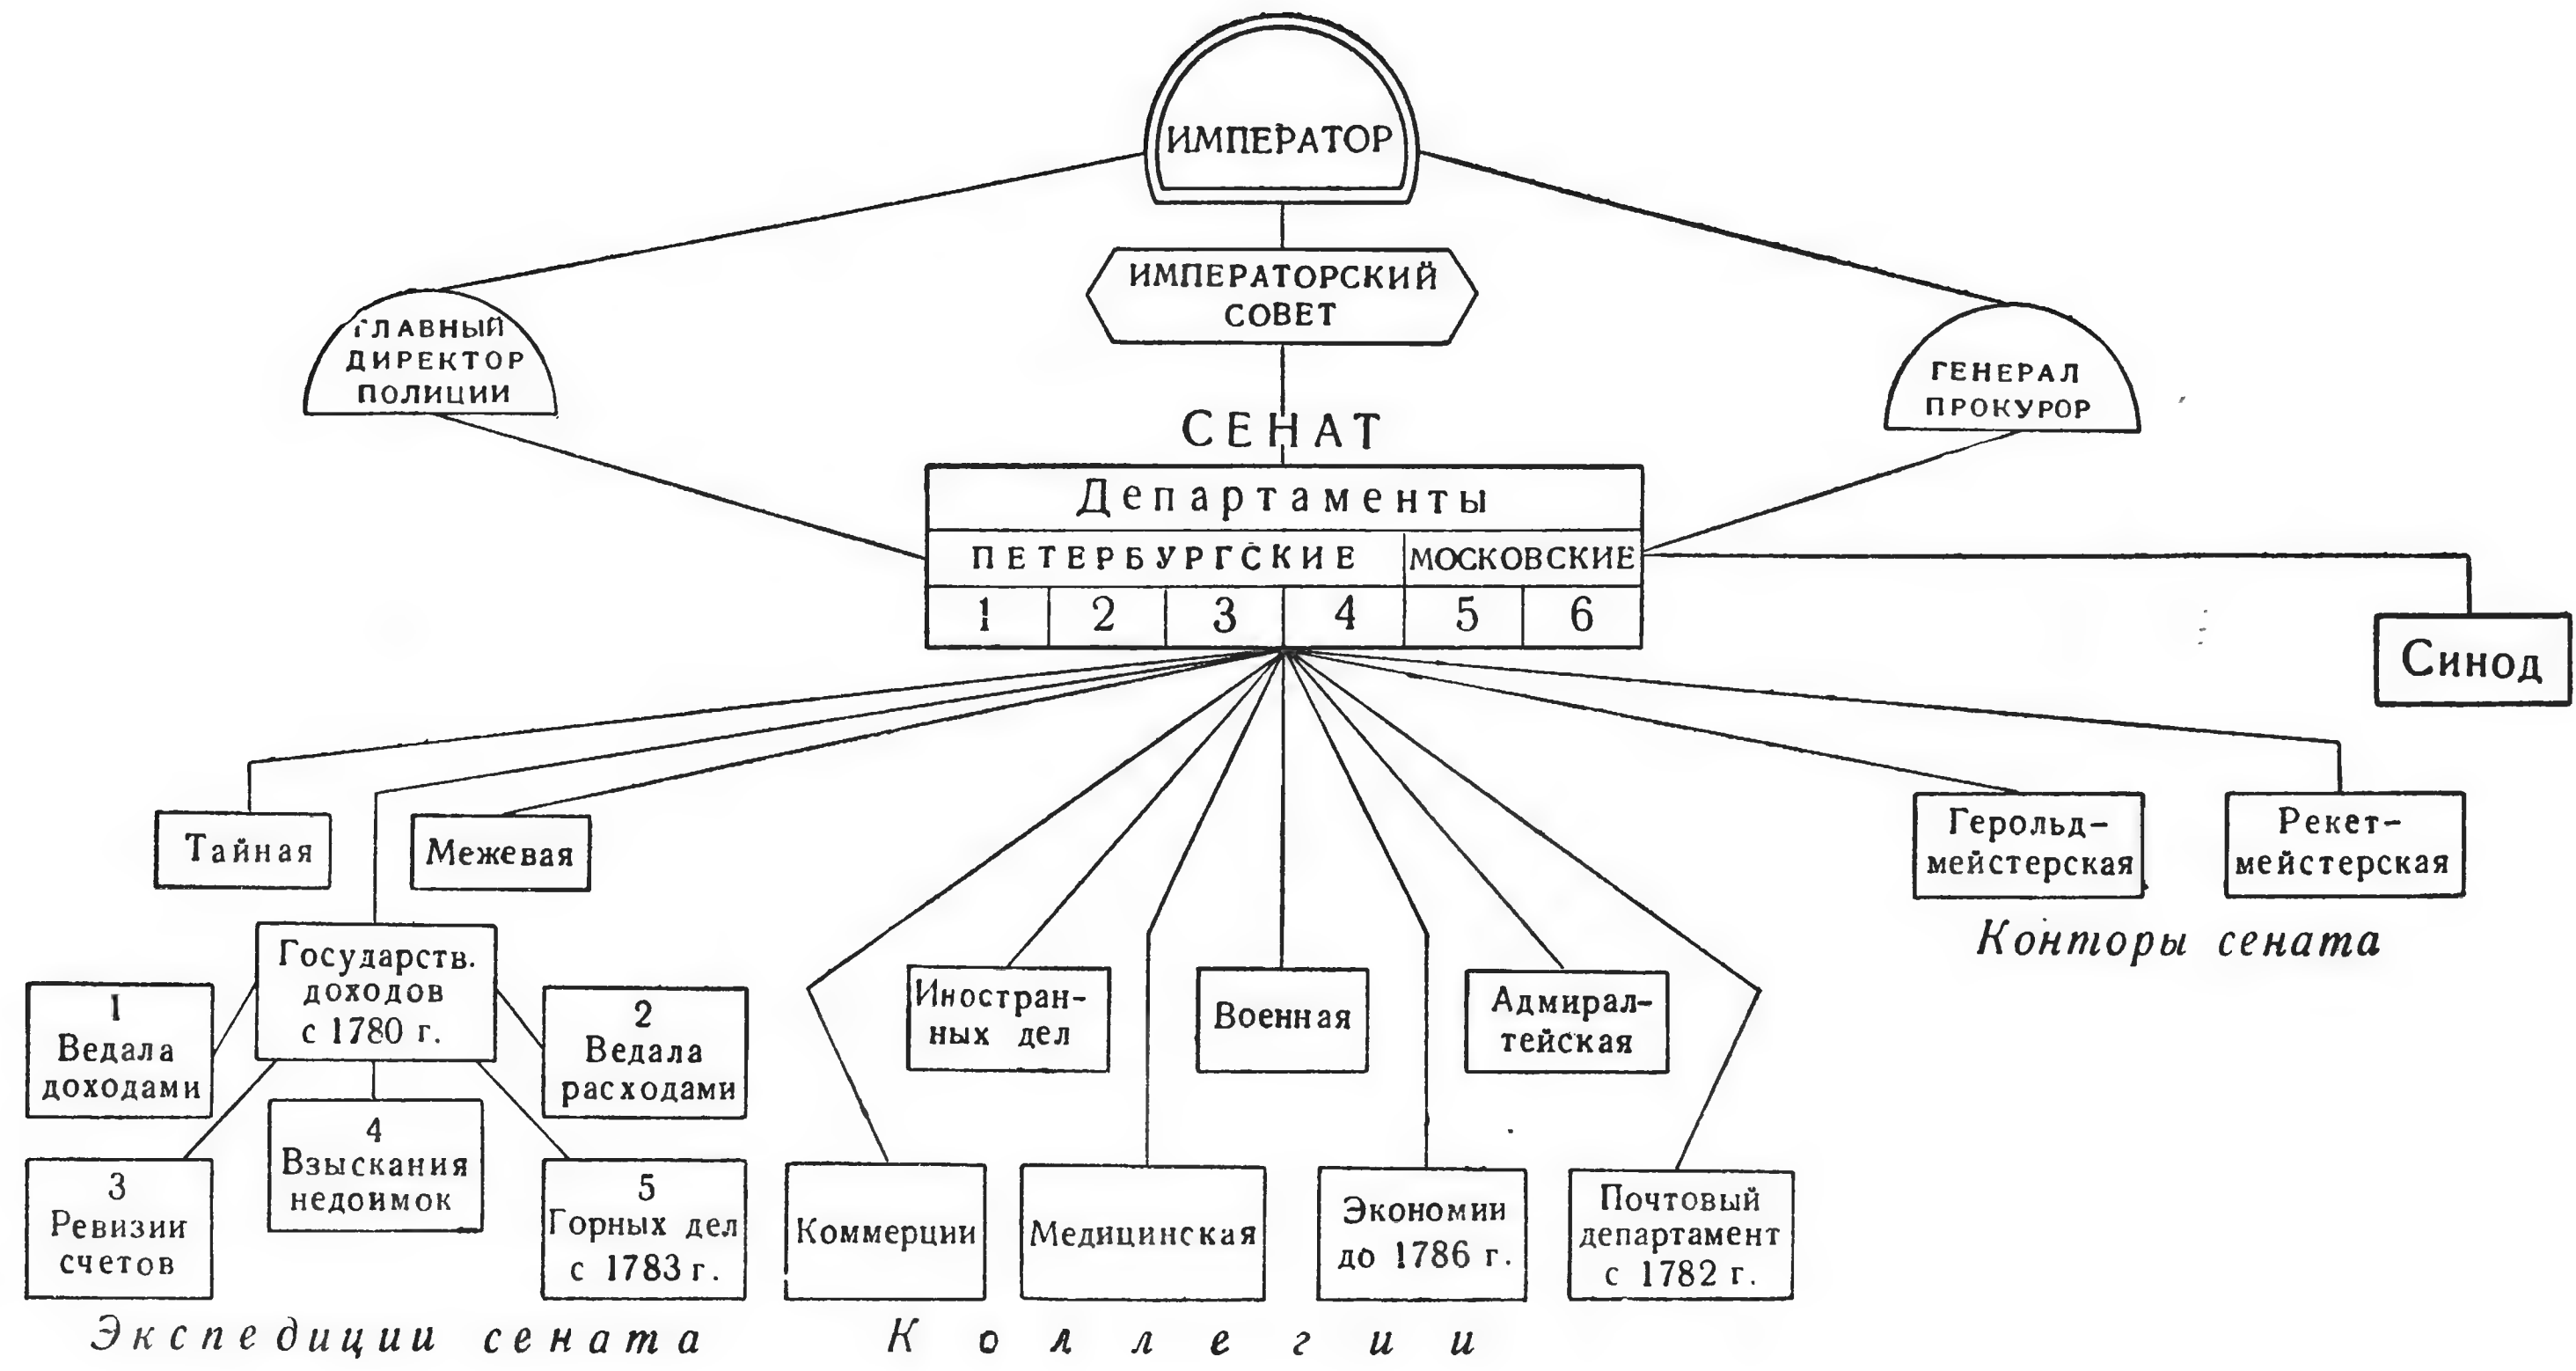 ИМПЕРАТОР
ИМПЕРАТОРСКИЙ
СОВЕТ
ГЛАВНЫЙ
ДИРЕКТОР
ПОЛИЦИИ
ГЕНЕРАЛ
ПРОКУРОР
СЕНАТ
Департаменты
ПЕТЕРБУРГСКИЕ
МОСКОВСКИЕ
1 2 3 4 5 6
Синод
Тайная
Межевая
Герольд-
мейстерская
Рекет-
мейстерская
Конторы сената
Государств.
доходов
с 1780 г.
1
Ведала
доходами
2
Ведала
расходами
3
Ревизии
счетов
4
Взыскания
недоимок
5
Горных дел
с 1783 г.
Экспедиции сената
Иностран-
ных дел
Военная
Адмирал-
тейская
Коммерции
Медицинская
Экономии
до 1786 г.
Почтовый
департамент
с 1782 г.
Коллегии